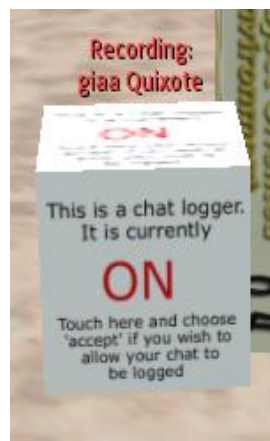 Recording:
giaa Quixote
ON
This is a chat logger.
It is currently
ON
Touch here and choose
'accept' if you wish to
allow your chat to
be logged